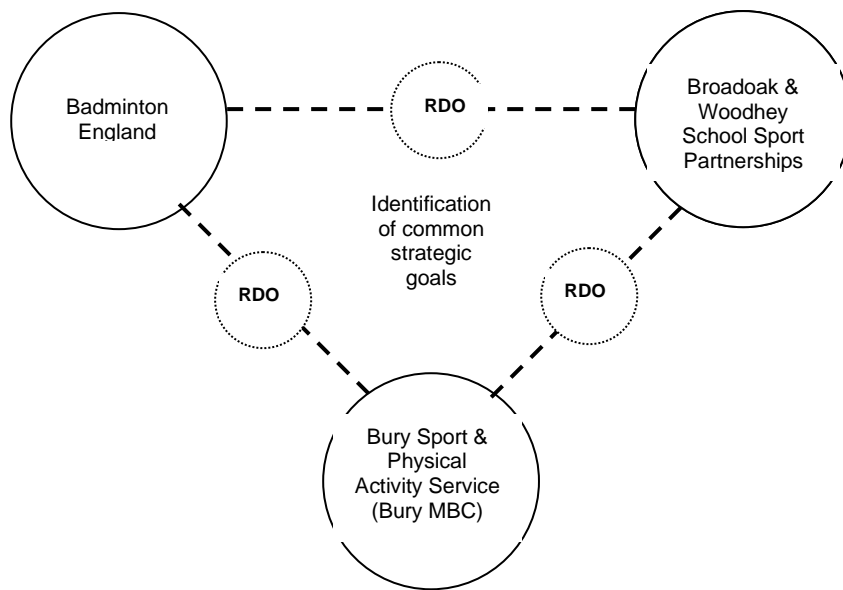 Badminton
England
RDO
Broadoak &
Woodhey
School Sport
Partnerships
Identification
of common
strategic
goals
RDO
RDO
Bury Sport &
Physical
Activity Service
(Bury MBC)